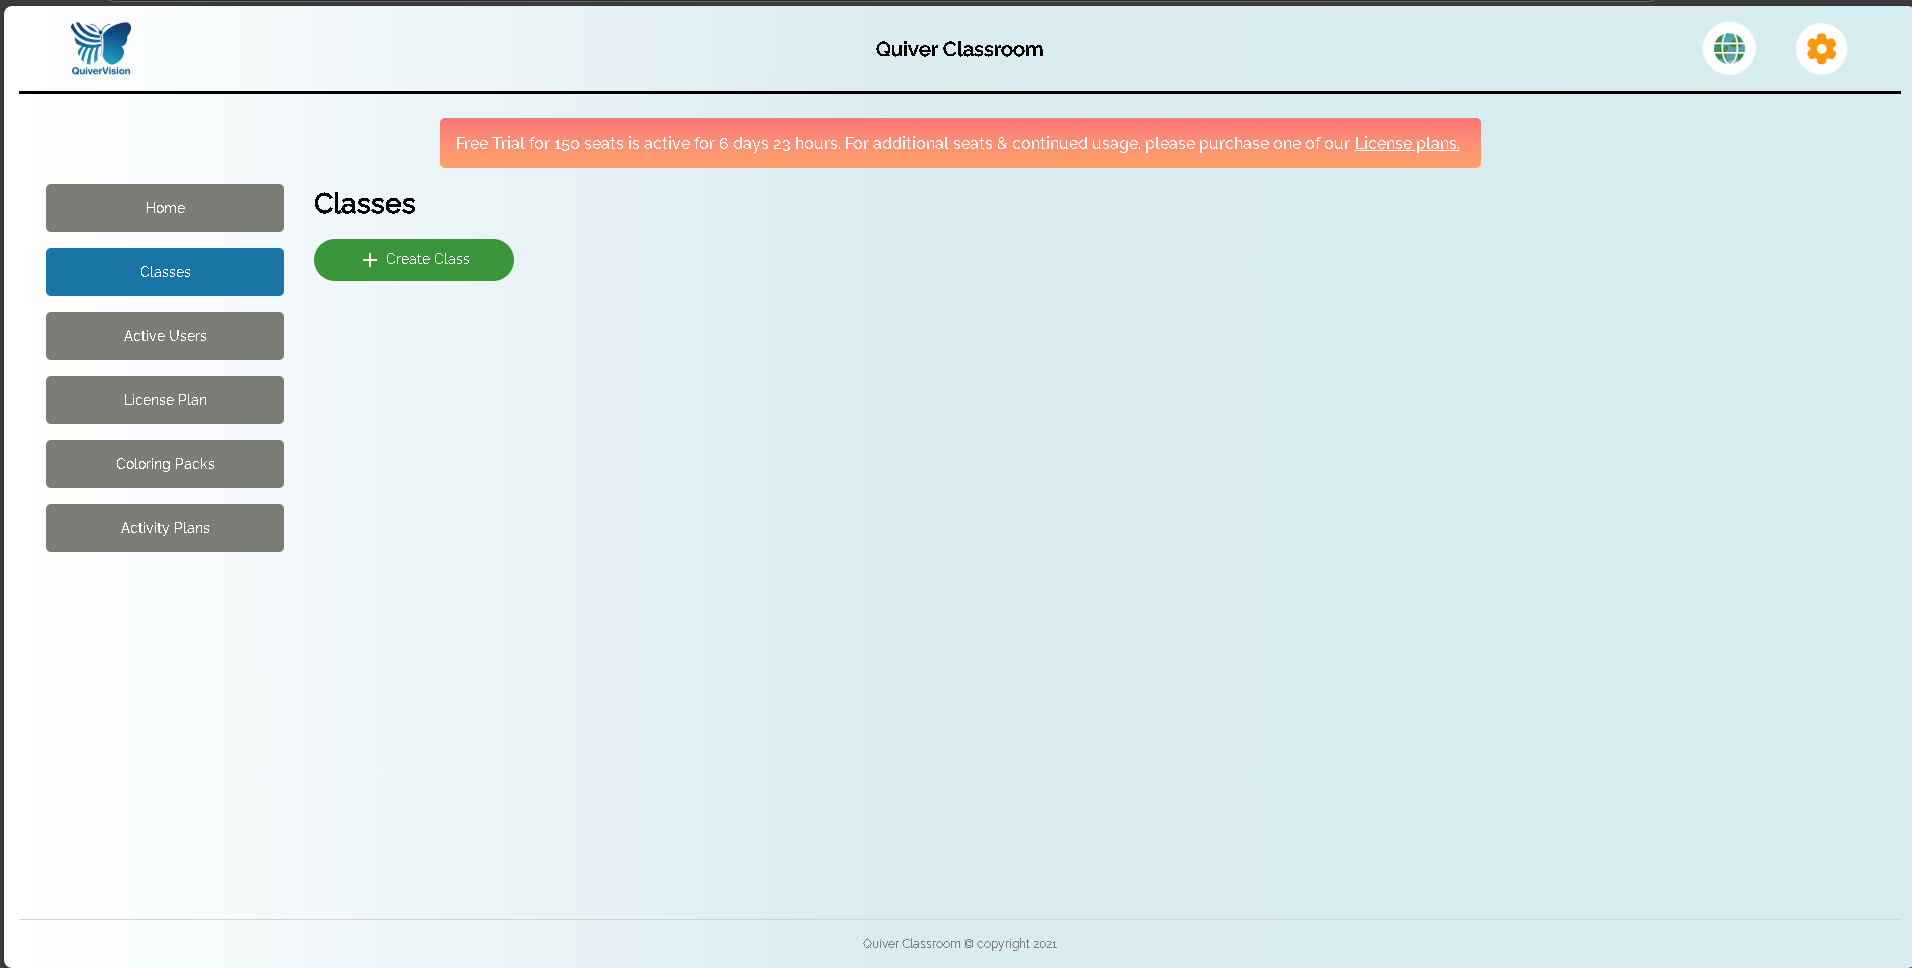 QuiverVision
Quiver Classroom
Free Trial for 150 seats is active for 6 days 23 hours. For additional seats & continued usage, please purchase one of our License plans.
Home
Classes
Active Users
License Plan
Coloring Packs
Activity Plans
Classes
+ Create Class
Quiver Classroom © copyright 2021